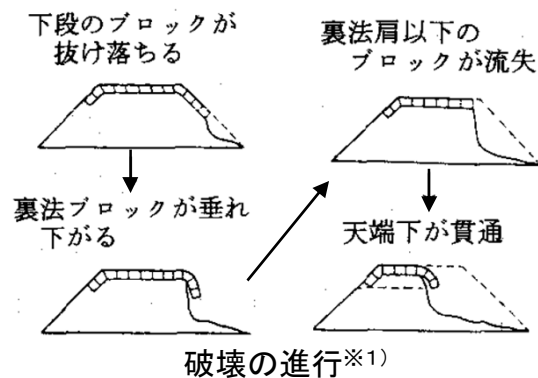 下段のブロックが
抜け落ちる
裏法ブロックが垂れ
下がる
裏法肩以下の
ブロックが流失
天端下が貫通
破壊の進行※1)